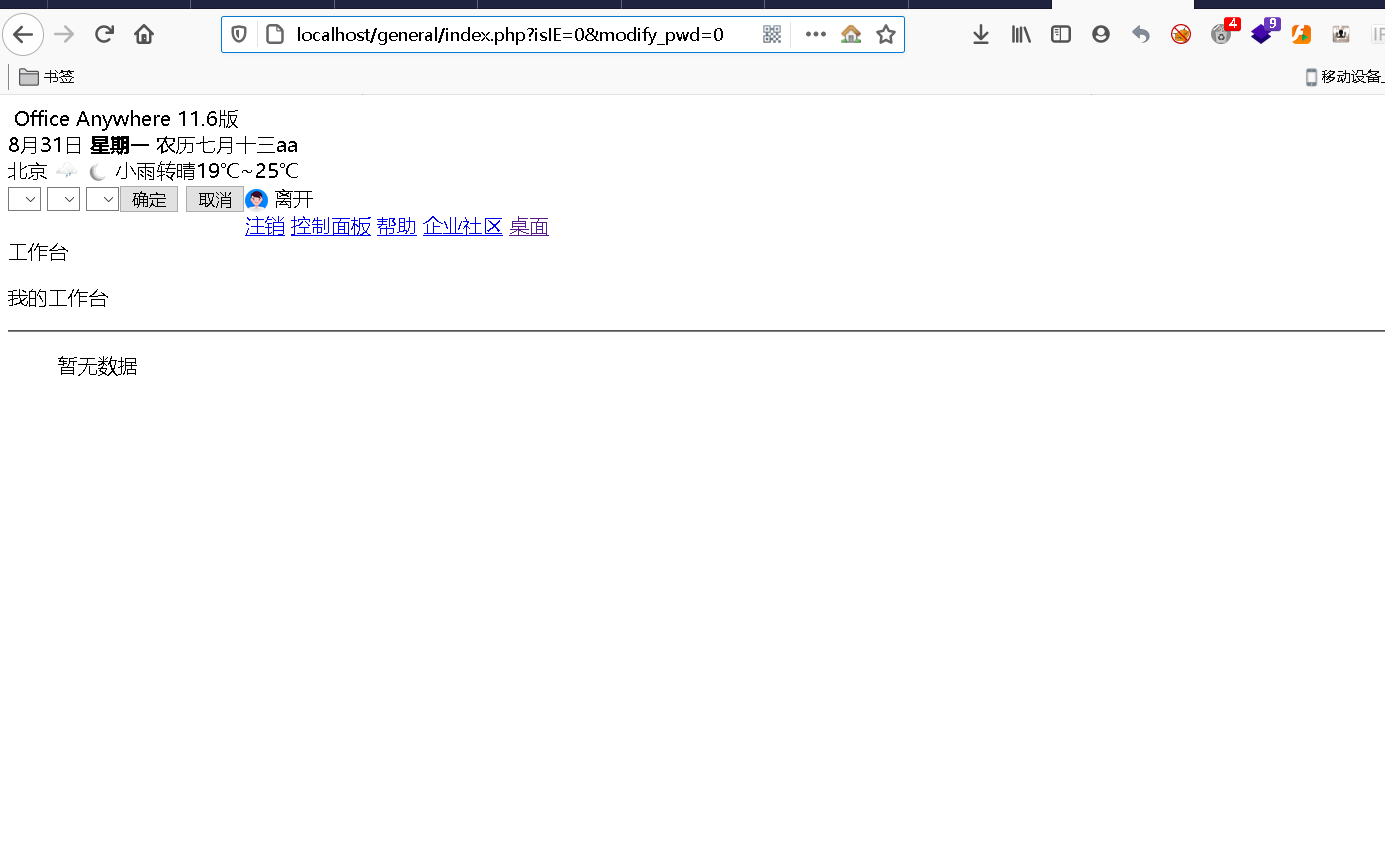 localhost/general/index.php?isIE=0&modify_pwd=0
4
9
书签
移动设备
Office Anywhere 11.6版
8月31日 星期一 农历七月十三aa
北京 小雨转晴19℃~25℃
确定 取消 离开
注销 控制面板 帮助 企业社区 桌面
工作台
我的工作台
暂无数据